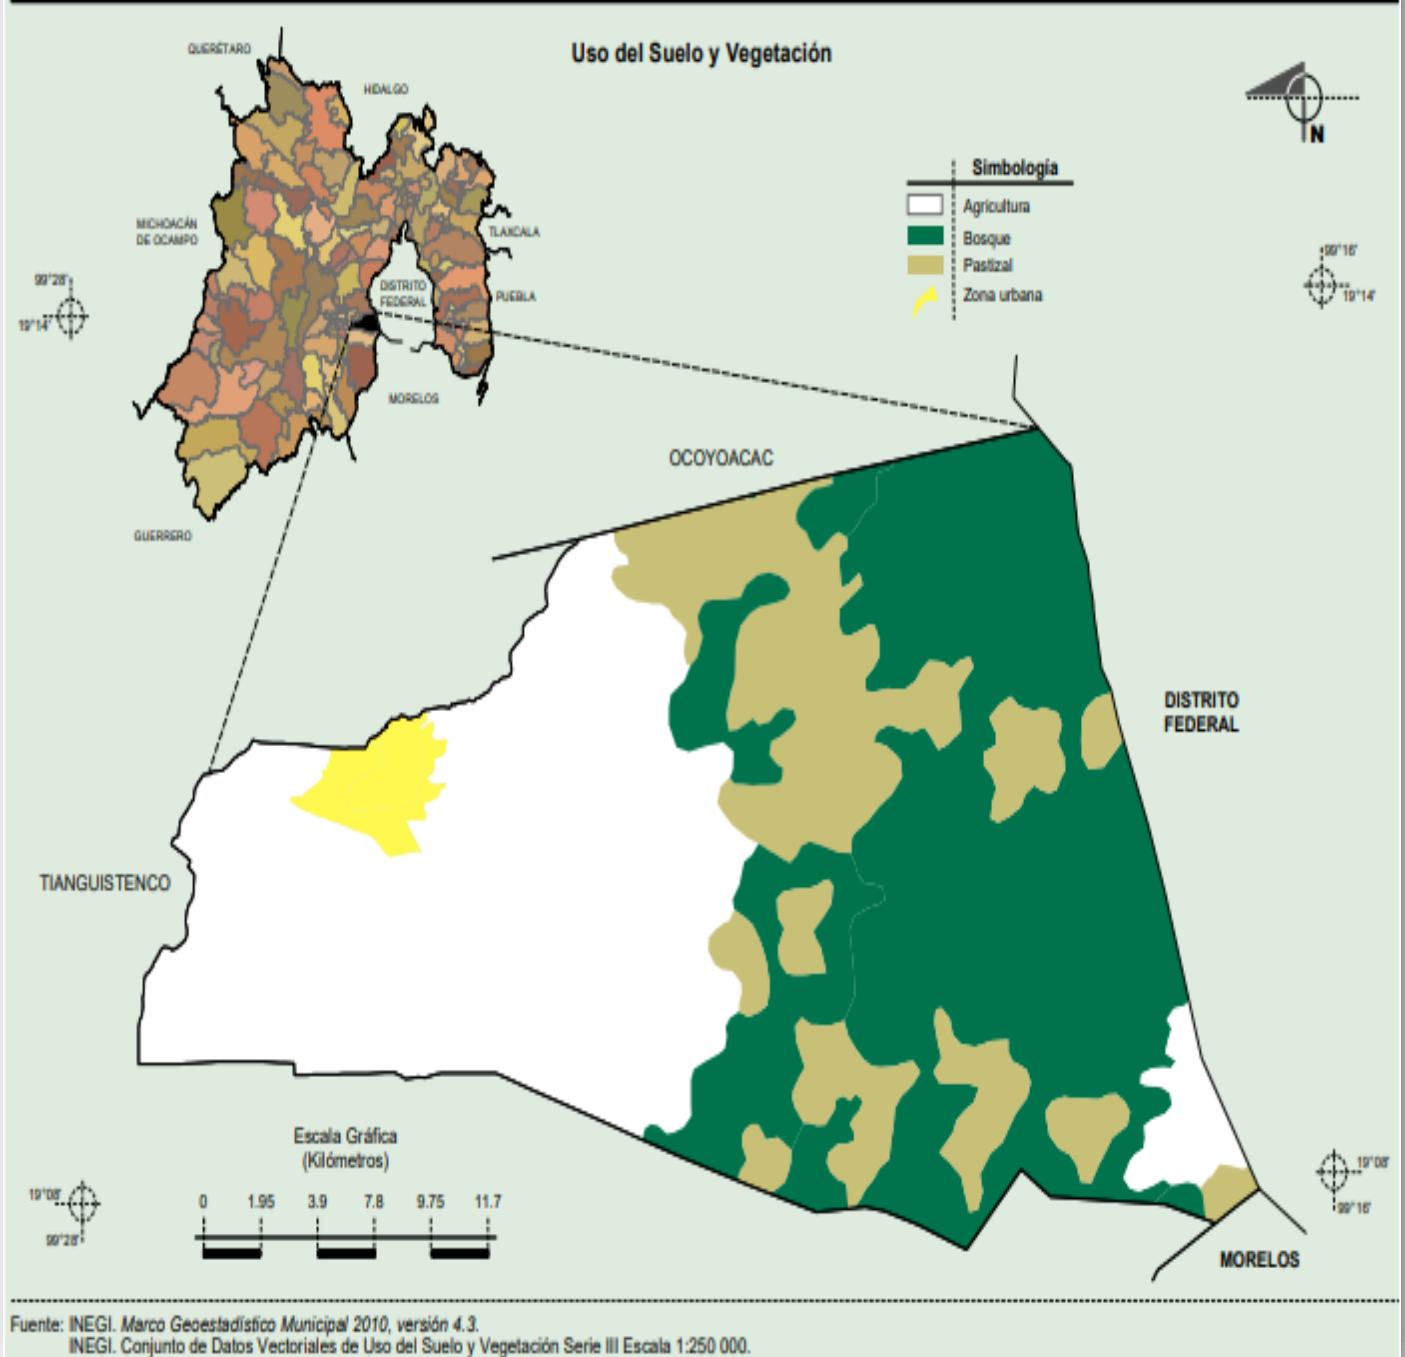 Uso del Suelo y Vegetación
QUERÉTARO
HIDALGO
MICHOACÁN
DE OCAMPO
TLAXCALA
DISTRITO
FEDERAL
PUEBLA
MORELOS
GUERRERO
N
Simbología
Agricultura
Bosque
Pastizal
Zona urbana
99°28'
19°14'
99°16'
19°14'
OCOYOACAC
DISTRITO
FEDERAL
TIANGUISTENCO
MORELOS
Escala Gráfica
(Kilómetros)
0 1.95 3.9 7.8 9.75 11.7
19°08'
99°28'
19°08'
99°16'
Fuente: INEGI. Marco Geoestadístico Municipal 2010, versión 4.3.
INEGI. Conjunto de Datos Vectoriales de Uso del Suelo y Vegetación Serie III Escala 1:250 000.